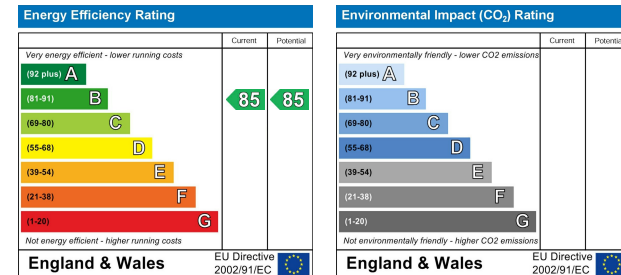 Energy Efficiency Rating
Current Potential
Very energy efficient - lower running costs
(92 plus) A
(81-91) B 85 85
(69-80) C
(55-68) D
(39-54) E
(21-38) F
(1-20) G
Not energy efficient - higher running costs
England & Wales
EU Directive
2002/91/EC
Environmental Impact (CO₂) Rating
Current Potentia
Very environmentally friendly - lower CO2 emissions
(92 plus) A
(81-91) B
(69-80) C
(55-68) D
(39-54) E
(21-38) F
(1-20) G
Not environmentally friendly - higher CO2 emissions
England & Wales
EU Directive
2002/91/EC